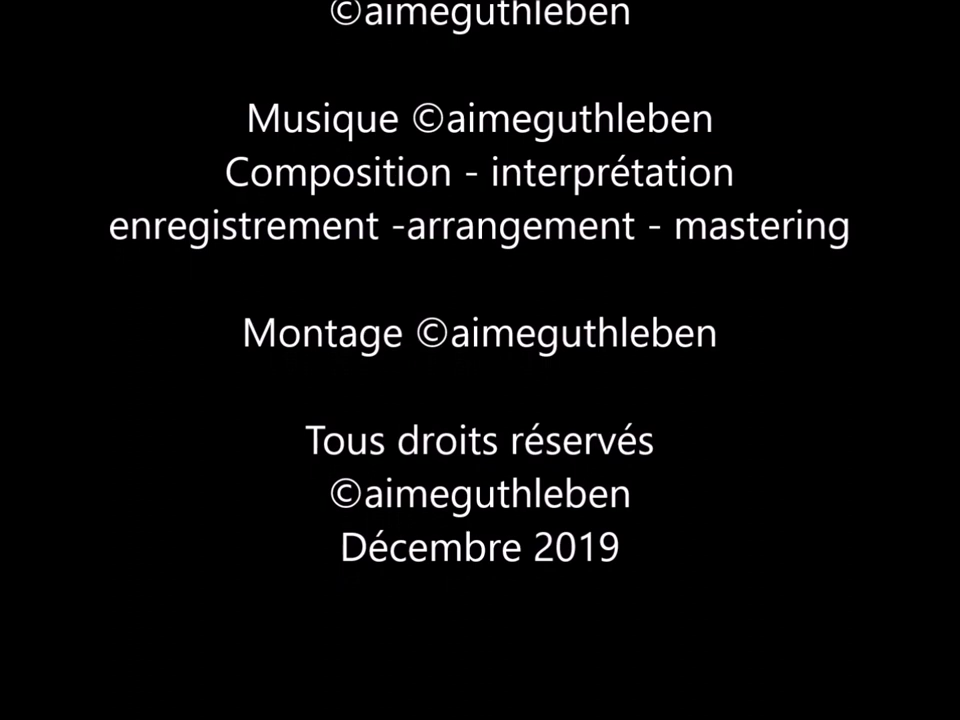 ©aimeguthleben
Musique ©aimeguthleben
Composition - interprétation
enregistrement -arrangement - mastering
Montage ©aimeguthleben
Tous droits réservés
©aimeguthleben
Décembre 2019